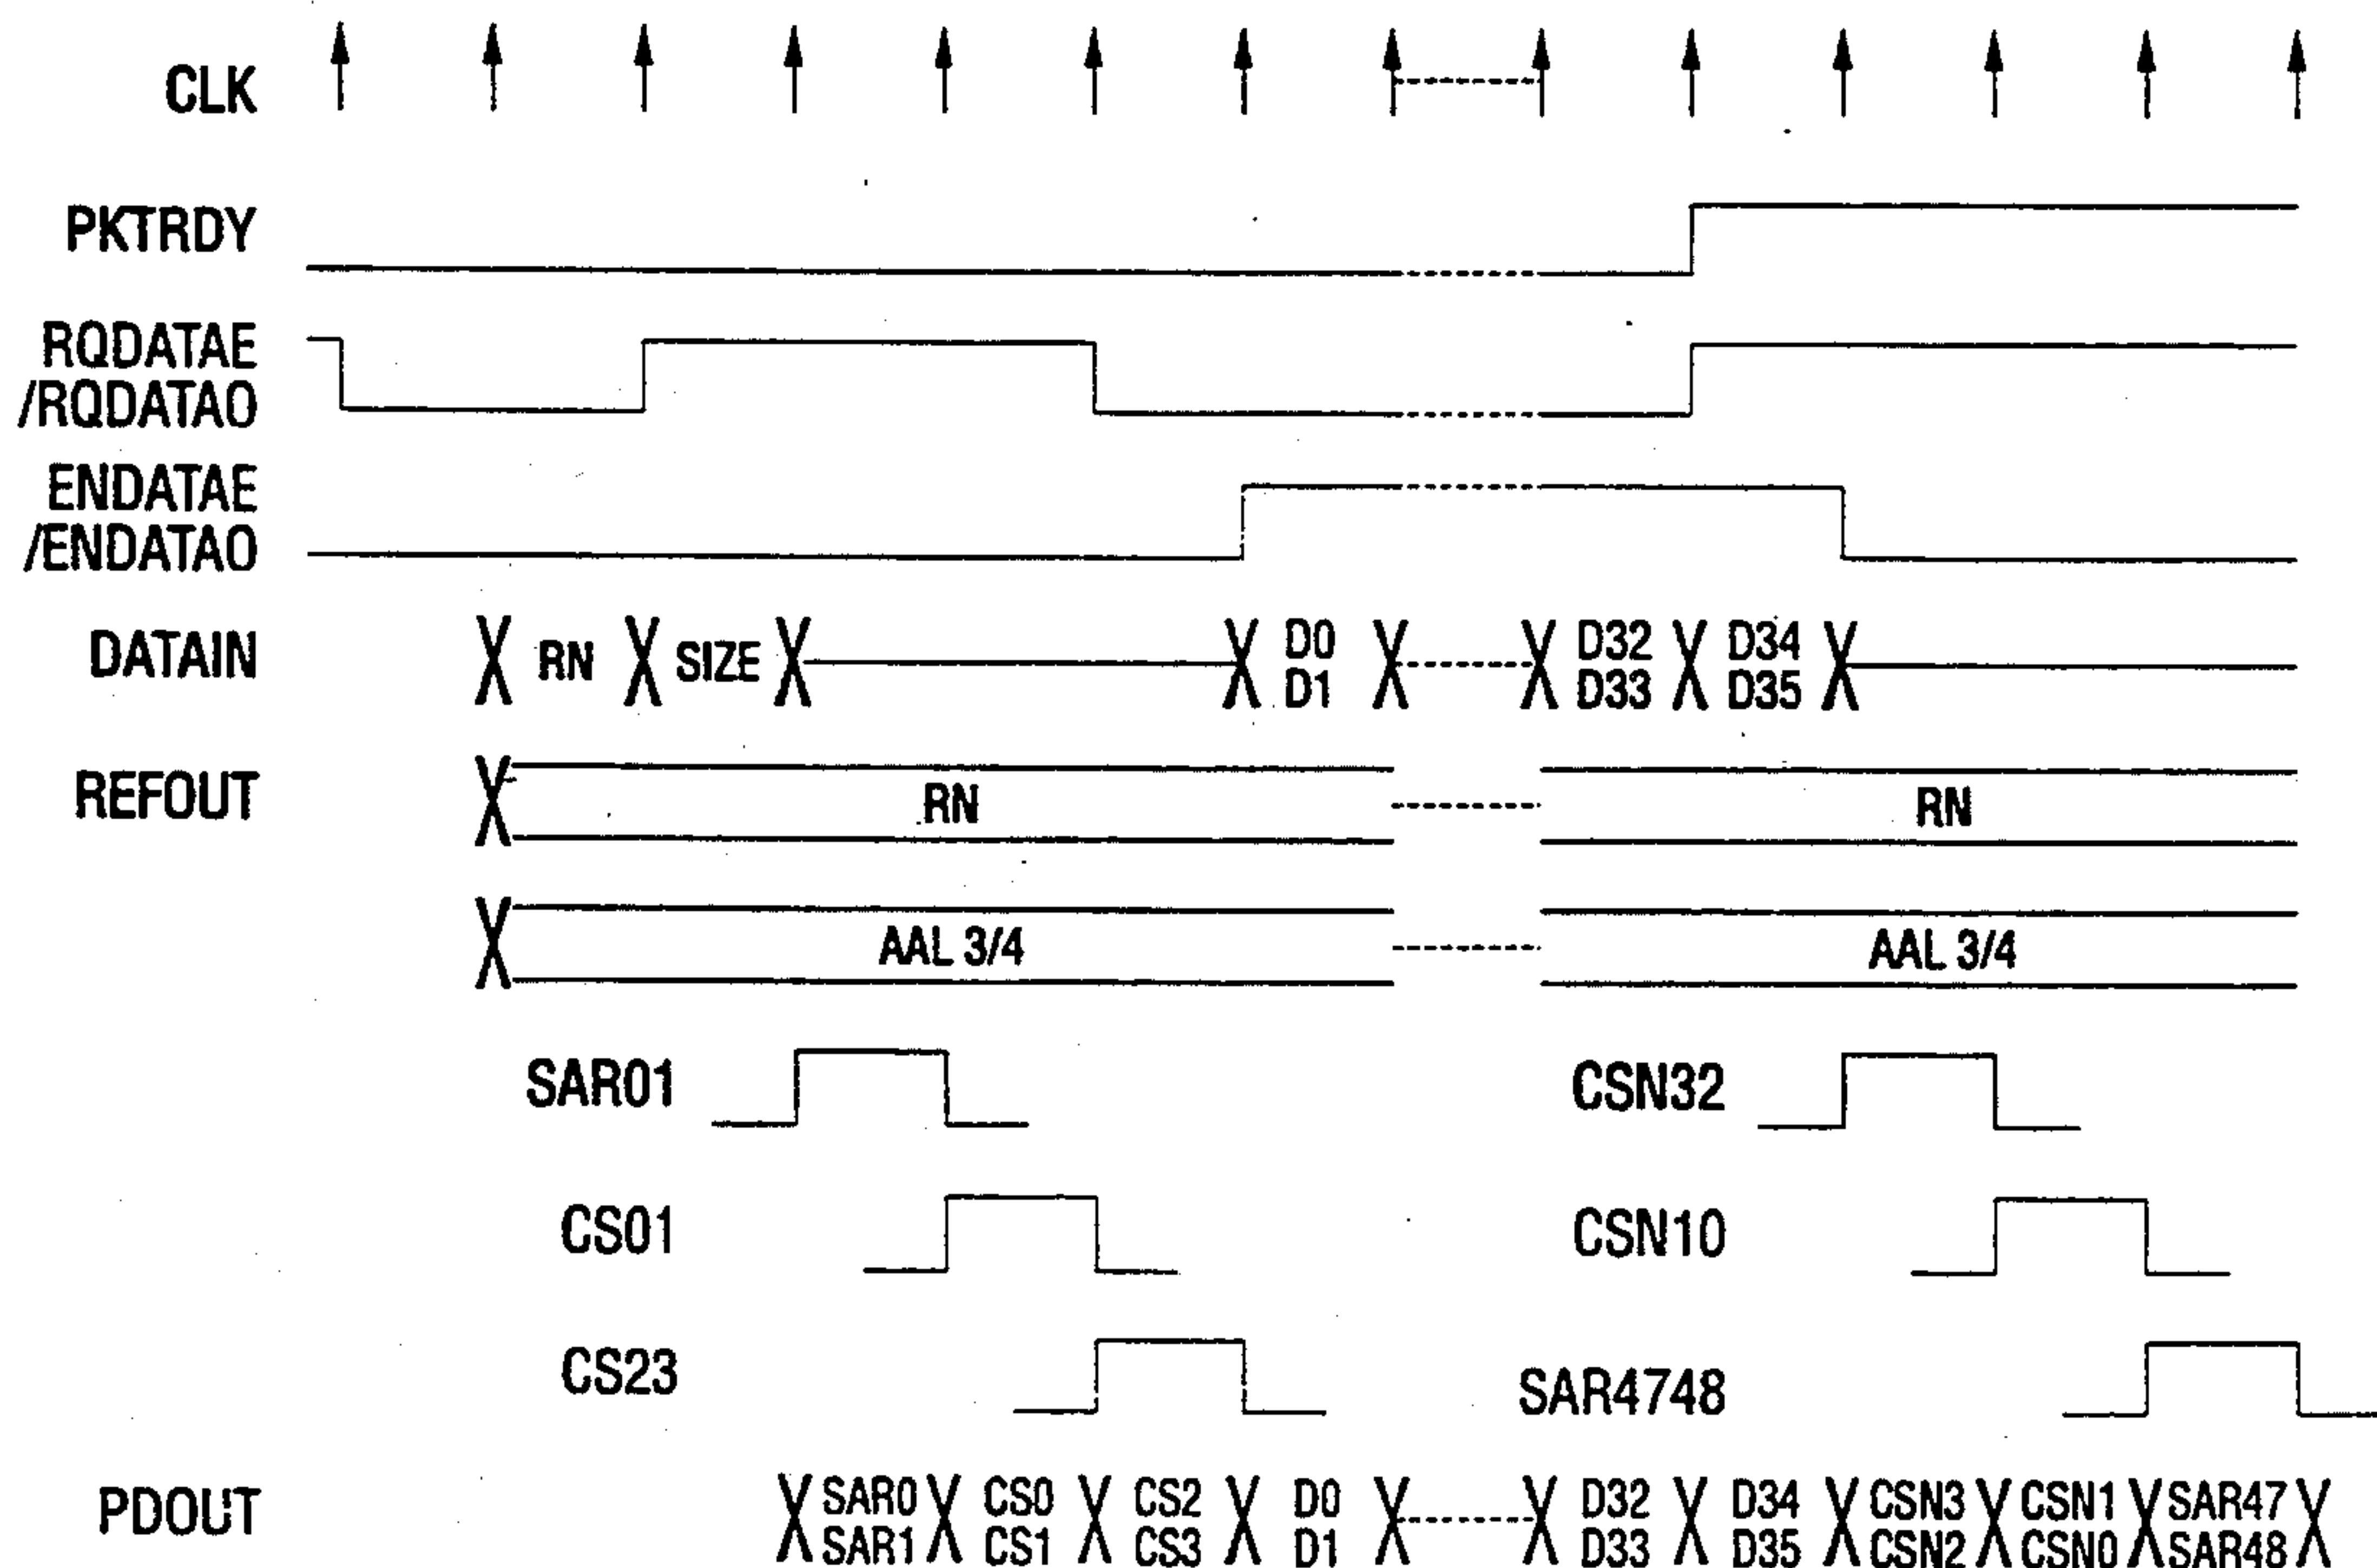 CLK
PKTRDY
RQDATAE
/RQDATAO
ENDATAE
/ENDATAO
DATAIN RN SIZE D0 D32 D34
D1 D33 D35
REFOUT RN RN
AAL 3/4 AAL 3/4
SAR01 CSN32
CS01 CSN10
CS23 SAR4748
PDOUT SAR0 CS0 CS2 D0 D32 D34 CSN3 CSN1 SAR47
SAR1 CS1 CS3 D1 D33 D35 CSN2 CSN0 SAR48